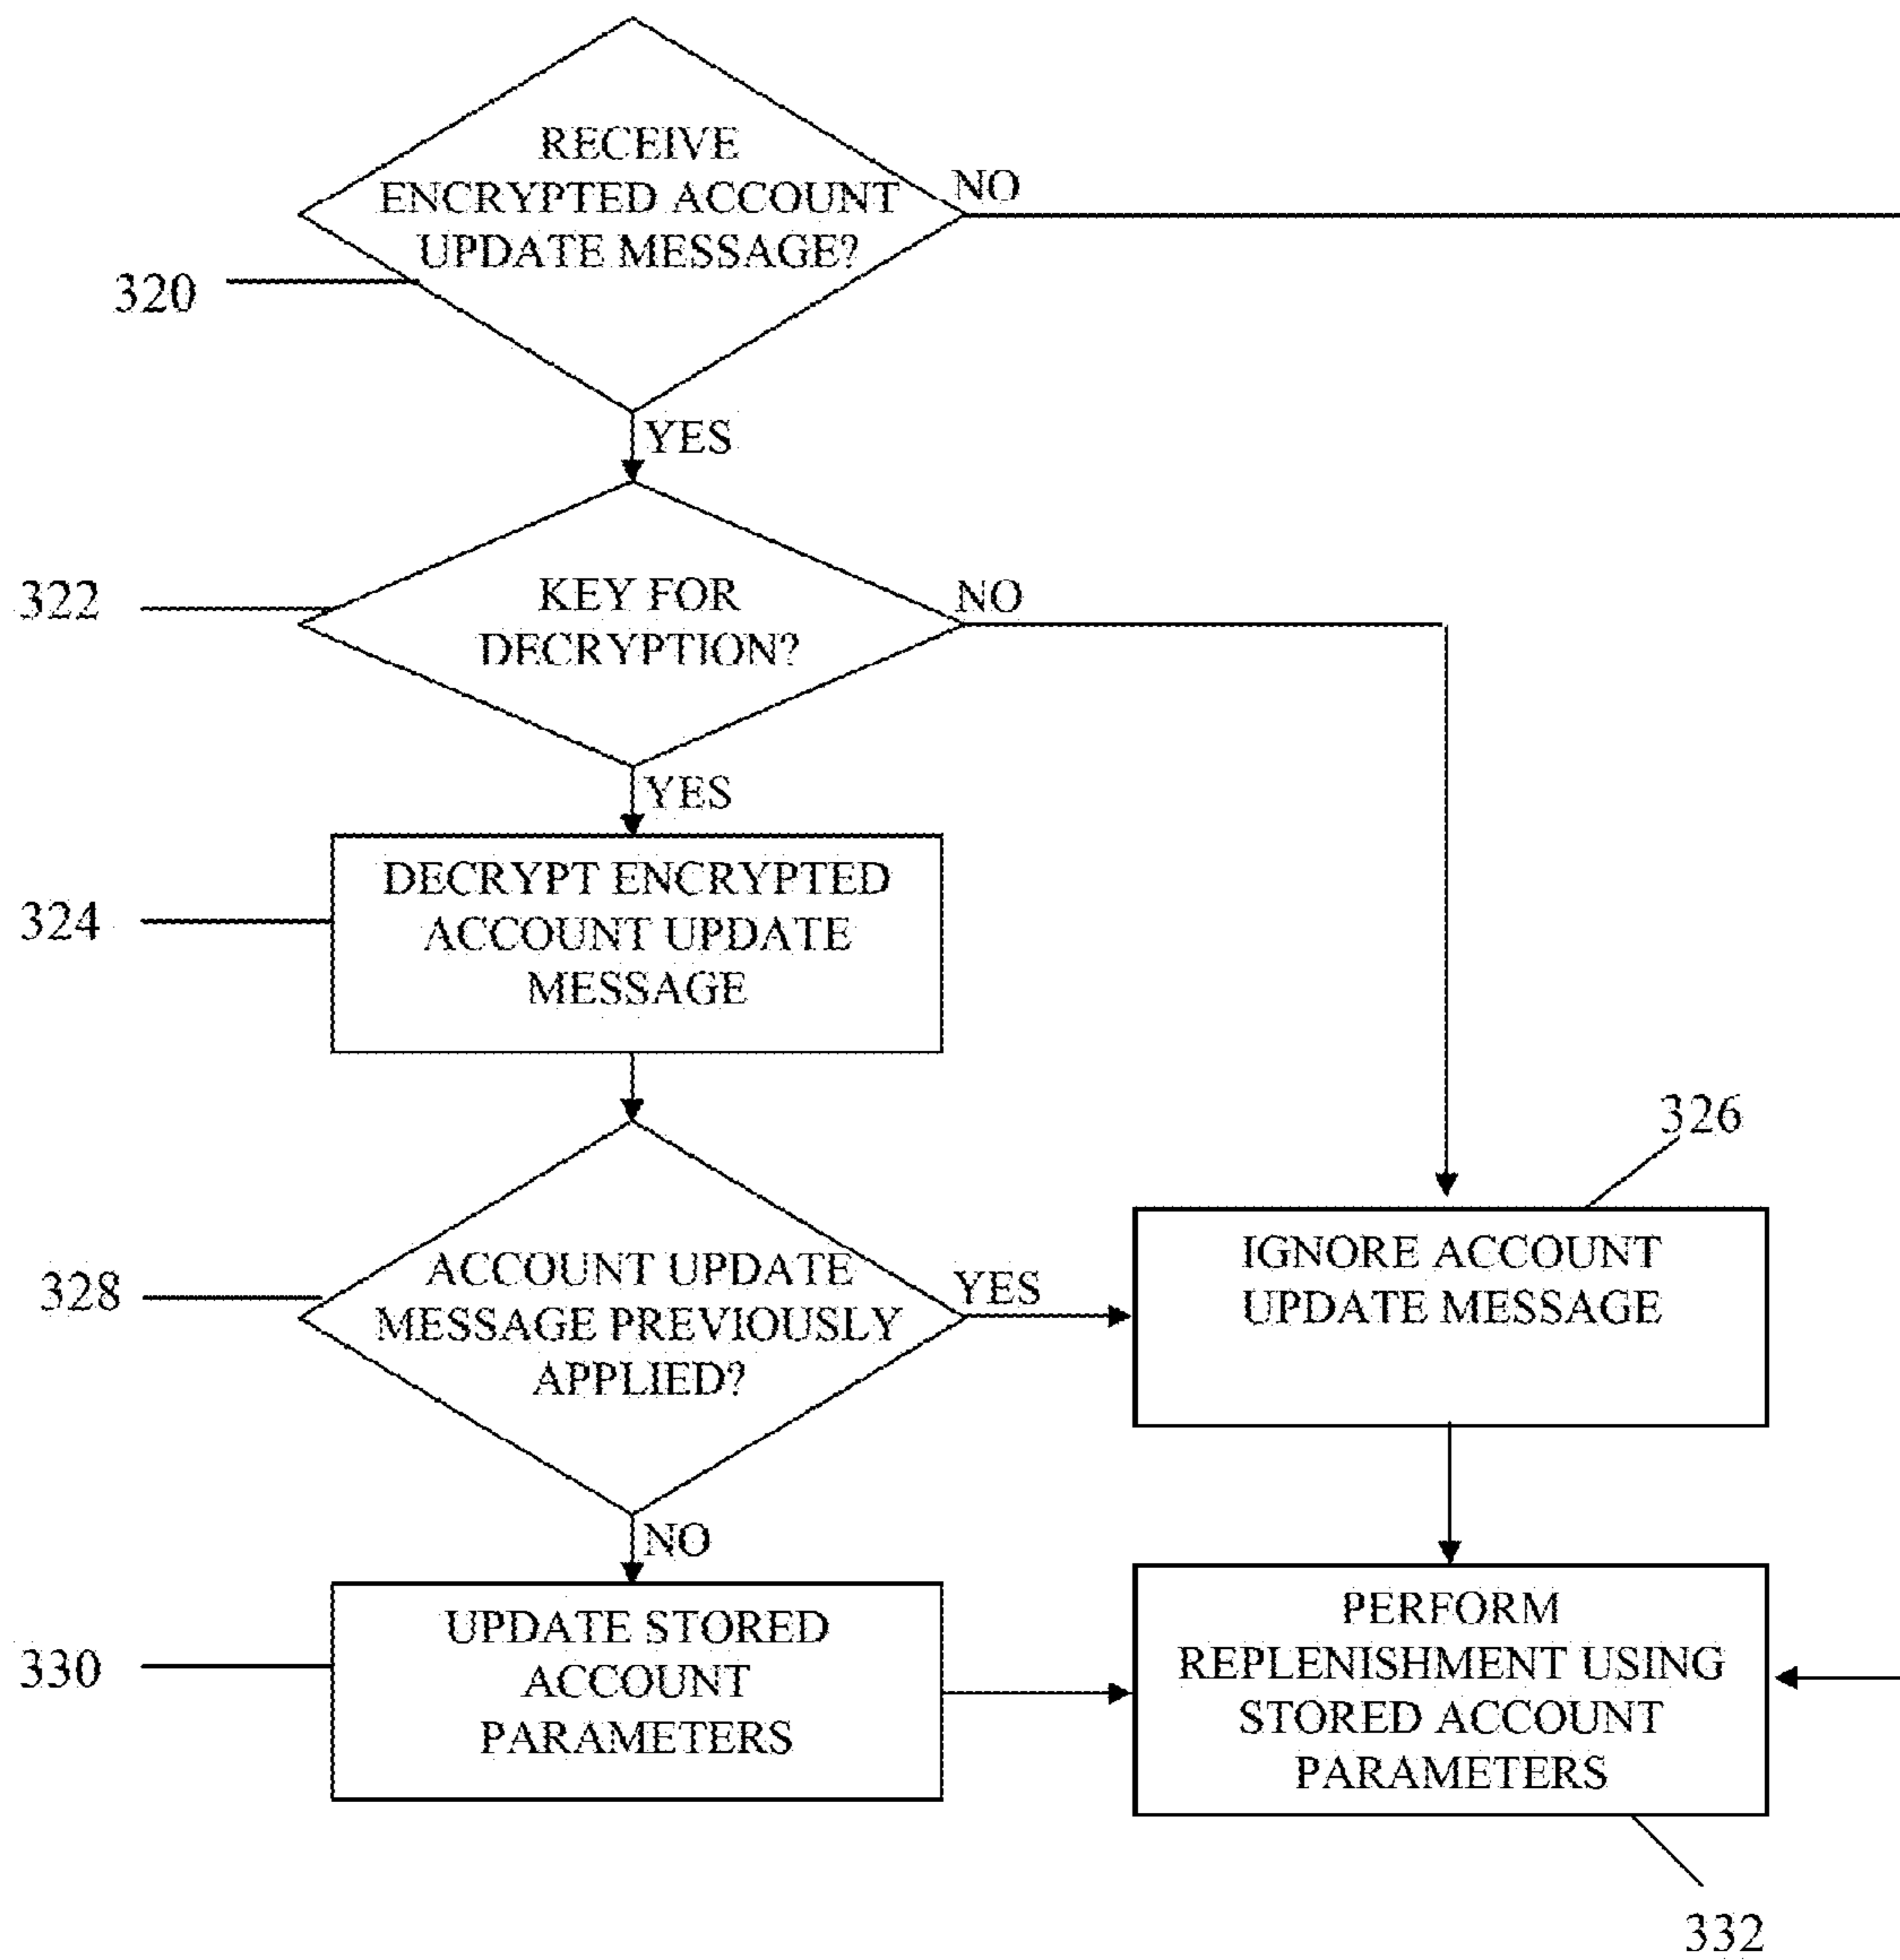 RECEIVE
ENCRYPTED ACCOUNT
UPDATE MESSAGE?
NO
320
YES
322
KEY FOR
DECRYPTION?
NO
YES
324
DECRYPT ENCRYPTED
ACCOUNT UPDATE
MESSAGE
326
328
ACCOUNT UPDATE
MESSAGE PREVIOUSLY
APPLIED?
YES
IGNORE ACCOUNT
UPDATE MESSAGE
NO
330
UPDATE STORED
ACCOUNT
PARAMETERS
PERFORM
REPLENISHMENT USING
STORED ACCOUNT
PARAMETERS
332